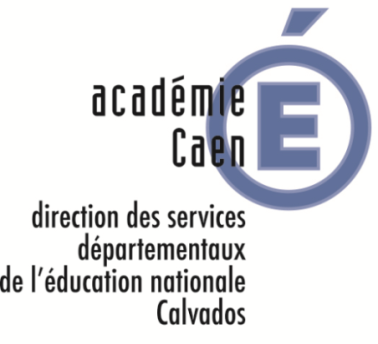 académie
Caen
É
direction des services
départementaux
de l'éducation nationale
Calvados